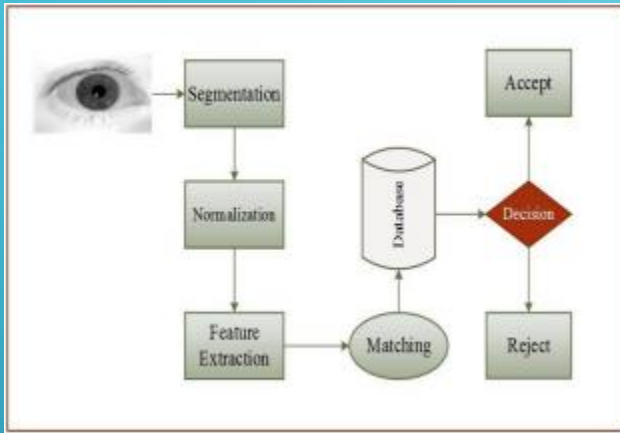 Segmentation
Normalization
Feature
Extraction
Matching
Database
Decision
Accept
Reject